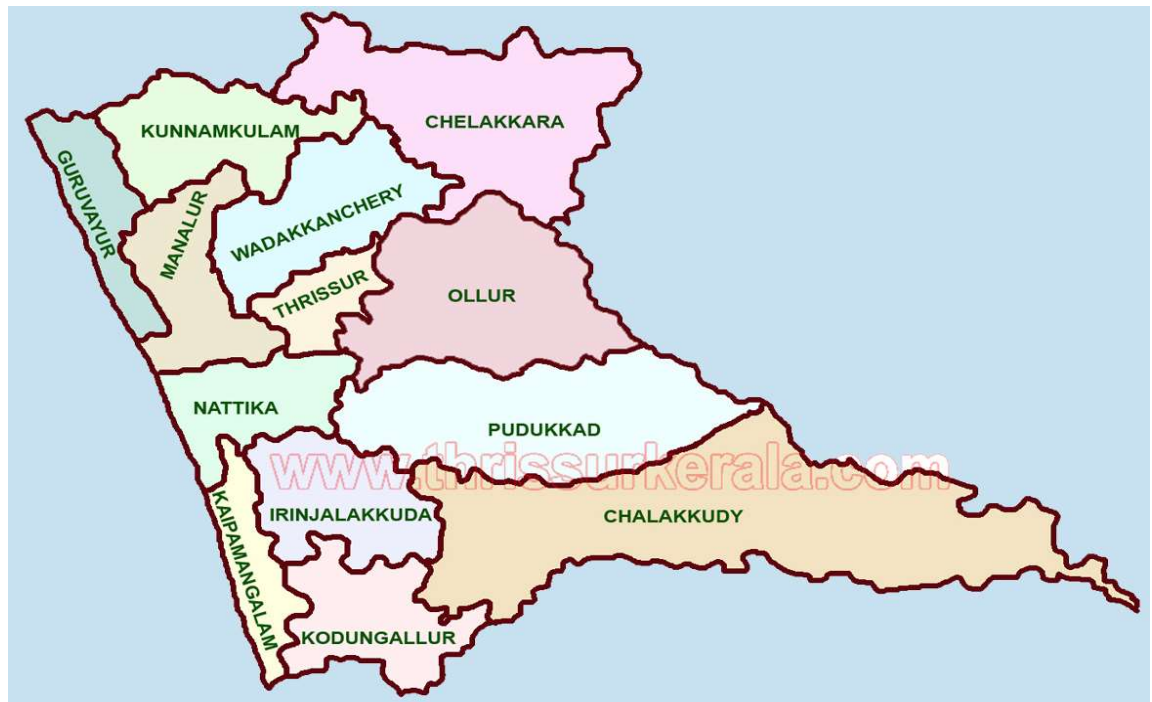 CHELAKKARA
KUNNAMKULAM
GURUVAYUR
MANALUR
WADAKKANCHERY
THRISSUR
OLLUR
NATTIKA
PUDUKKAD
www.thrissurkerala.com
IRINJALAKKUDA
CHALAKKUDY
KAIPAMANGALAM
KODUNGALLUR